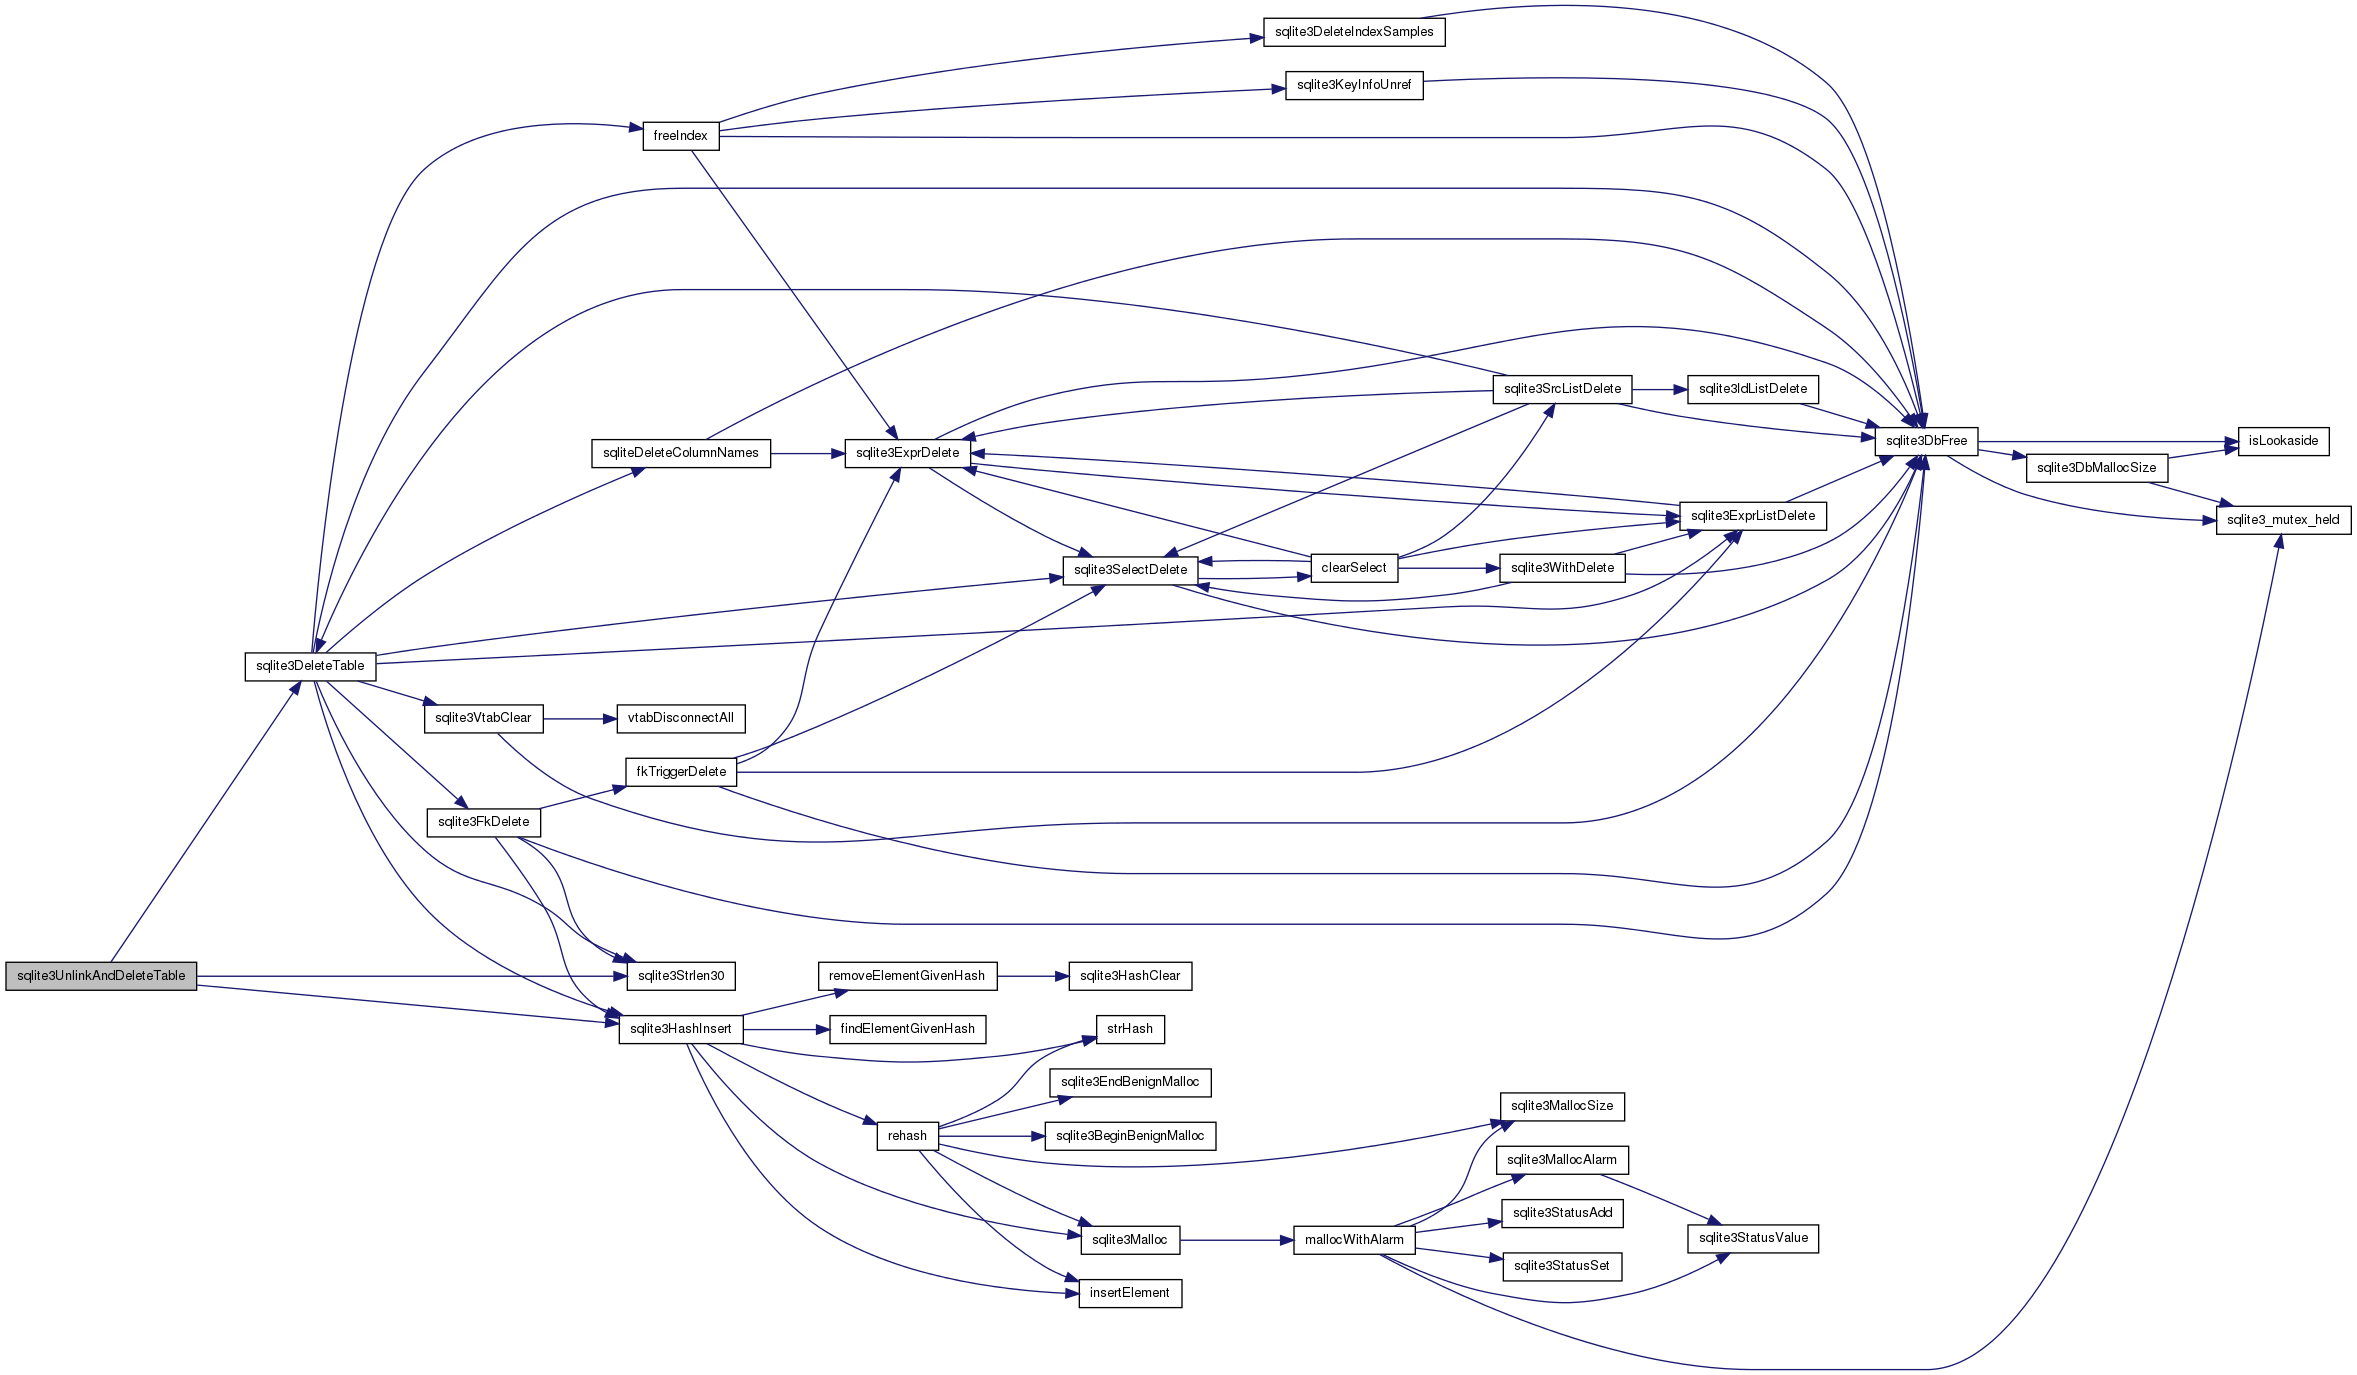 sqlite3DeleteIndexSamples
sqlite3KeyInfoUnref
freeIndex
sqlite3SrcListDelete
sqlite3IdListDelete
sqlite3DbFree
isLookaside
sqliteDeleteColumnNames
sqlite3ExprDelete
sqlite3DbMallocSize
sqlite3ExprListDelete
sqlite3_mutex_held
sqlite3SelectDelete
clearSelect
sqlite3WithDelete
sqlite3DeleteTable
sqlite3VtabClear
vtabDisconnectAll
fkTriggerDelete
sqlite3FkDelete
sqlite3UnlinkAndDeleteTable
sqlite3Strlen30
removeElementGivenHash
sqlite3HashClear
sqlite3HashInsert
findElementGivenHash
strHash
sqlite3EndBenignMalloc
rehash
sqlite3BeginBenignMalloc
sqlite3MallocSize
sqlite3MallocAlarm
sqlite3StatusAdd
sqlite3Malloc
mallocWithAlarm
sqlite3StatusValue
sqlite3StatusSet
insertElement